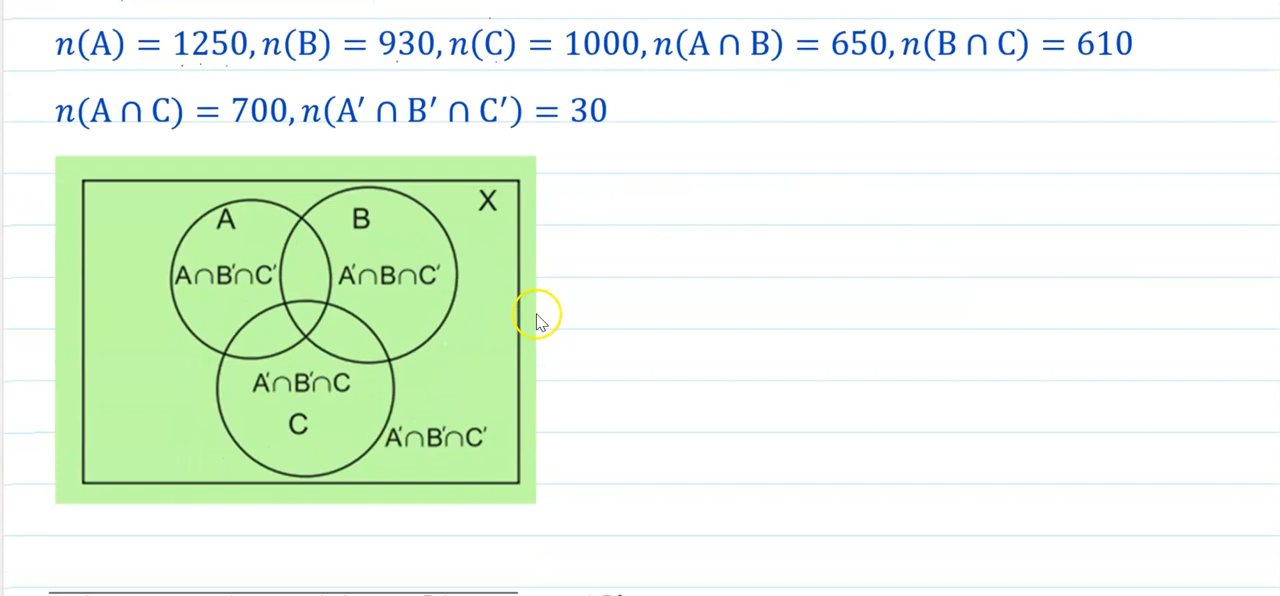 n(A) = 1250, n(B) = 930, n(C) = 1000, n(A ∩ B) = 650, n(B ∩ C) = 610
n(A ∩ C) = 700, n(A′ ∩ B′ ∩ C′) = 30
X
A B
A∩B′∩C′ A′∩B∩C′
A′∩B′∩C
C
A′∩B′∩C′